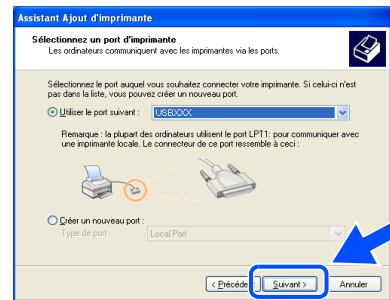 Assistant Ajout d'imprimante
Sélectionnez un port d'imprimante
Les ordinateurs communiquent avec les imprimantes via les ports.
Sélectionnez le port auquel vous souhaitez connecter votre imprimante. Si celui-ci n'est
pas dans la liste, vous pouvez créer un nouveau port.
Utiliser le port suivant : USBXXX
Remarque : la plupart des ordinateurs utilisent le port LPT1: pour communiquer avec
une imprimante locale. Le connecteur de ce port ressemble à ceci :
Créer un nouveau port :
Type de port : Local Port
< Précéde Suivant > Annuler